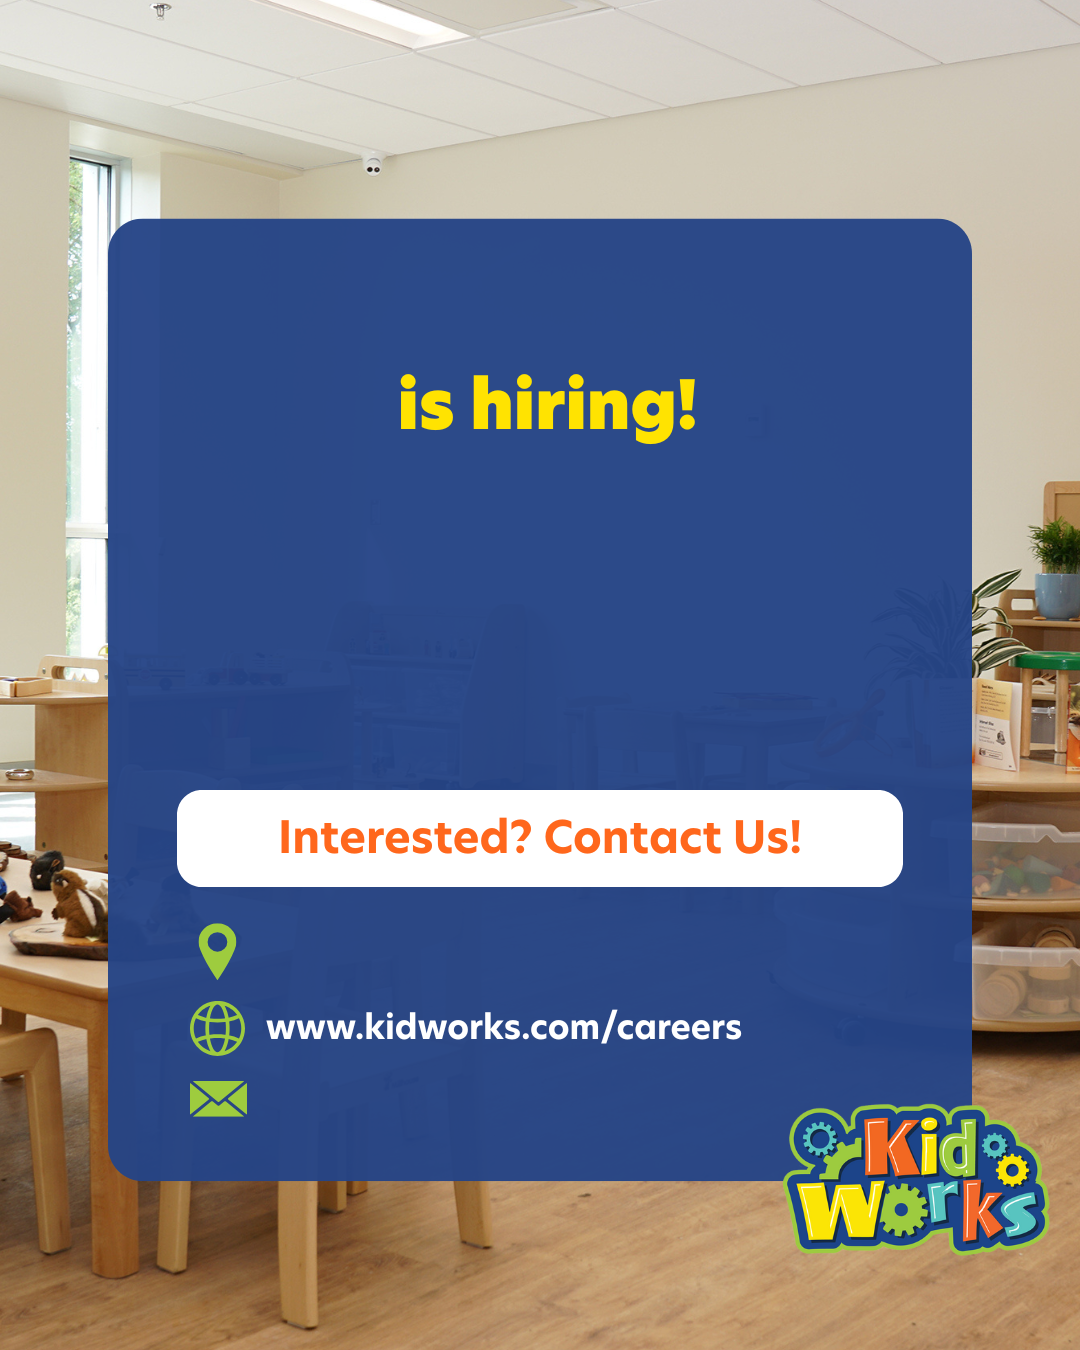 is hiring!
Interested? Contact Us!
www.kidworks.com/careers
Kid
Works